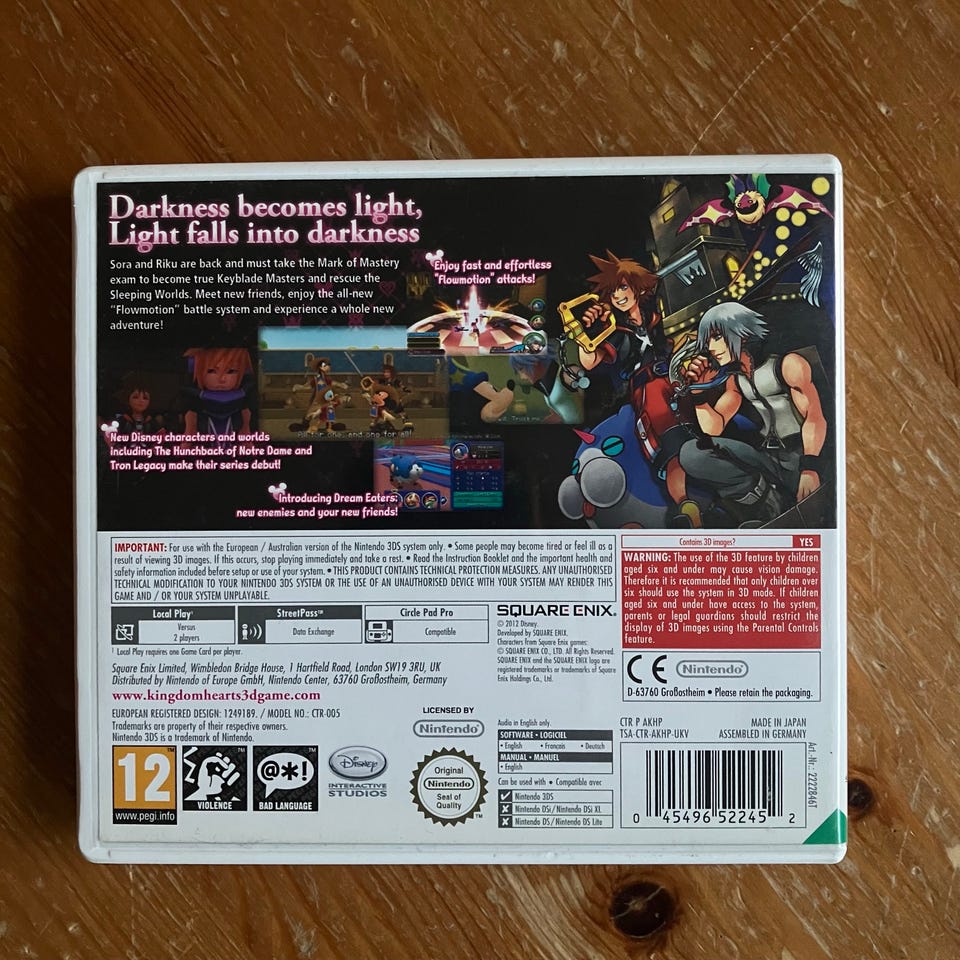 Darkness becomes light,
Light falls into darkness
Sora and Riku are back and must take the Mark of Mastery
exam to become true Keyblade Masters and rescue the
Sleeping Worlds. Meet new friends, enjoy the all-new
"Flowmotion" battle system and experience a whole new
adventure!
Enjoy fast and effortless
"Flowmotion" attacks!
All for one, and one for all!
New Disney characters and worlds
including The Hunchback of Notre Dame and
Tron Legacy make their series debut!
Introducing Dream Eaters:
new enemies and your new friends!
IMPORTANT: For use with the European / Australian version of the Nintendo 3DS system only. • Some people may become tired or feel ill as a
result of viewing 3D images. If this occurs, stop playing immediately and take a rest. • Read the Instruction Booklet and the important health and
safety information included before setup or use of your system. • THIS PRODUCT CONTAINS TECHNICAL PROTECTION MEASURES. ANY UNAUTHORISED
TECHNICAL MODIFICATION TO YOUR NINTENDO 3DS SYSTEM OR THE USE OF AN UNAUTHORISED DEVICE WITH YOUR SYSTEM MAY RENDER THIS
GAME AND / OR YOUR SYSTEM UNPLAYABLE.
Contains 3D images? YES
WARNING: The use of the 3D feature by children
aged six and under may cause vision damage.
Therefore it is recommended that only children over
six should use the system in 3D mode. If children
aged six and under have access to the system,
parents or legal guardians should restrict the
display of 3D images using the Parental Controls
feature.
Local Play¹
Versus
2 players
StreetPass™
Data Exchange
Circle Pad Pro
Compatible
¹ Local Play requires one Game Card per player.
SQUARE ENIX.
© 2012 Disney.
Developed by SQUARE ENIX.
Characters from Square Enix games:
© SQUARE ENIX CO., LTD. All Rights Reserved.
SQUARE ENIX and the SQUARE ENIX logo are
registered trademarks or trademarks of Square
Enix Holdings Co., Ltd.
CE Nintendo
D-63760 Großostheim • Please retain the packaging.
Square Enix Limited, Wimbledon Bridge House, 1 Hartfield Road, London SW19 3RU, UK
Distributed by Nintendo of Europe GmbH, Nintendo Center, 63760 Großostheim, Germany
www.kingdomhearts3dgame.com
EUROPEAN REGISTERED DESIGN: 1249189. / MODEL NO.: CTR-005
Trademarks are property of their respective owners.
Nintendo 3DS is a trademark of Nintendo.
LICENSED BY
Nintendo
12
www.pegi.info
VIOLENCE
@*!
BAD LANGUAGE
Disney
INTERACTIVE
STUDIOS
Original
Nintendo
Seal of
Quality
Audio in English only.
SOFTWARE • LOGICIEL
• English • Français • Deutsch
MANUAL • MANUEL
• English
Can be used with • Compatible avec
Nintendo 3DS
Nintendo DSi/Nintendo DSi XL
Nintendo DS/Nintendo DS Lite
CTR P AKHP MADE IN JAPAN
TSA-CTR-AKHP-UKV ASSEMBLED IN GERMANY
0 45496 52245 2
Art.-Nr.: 2222846T